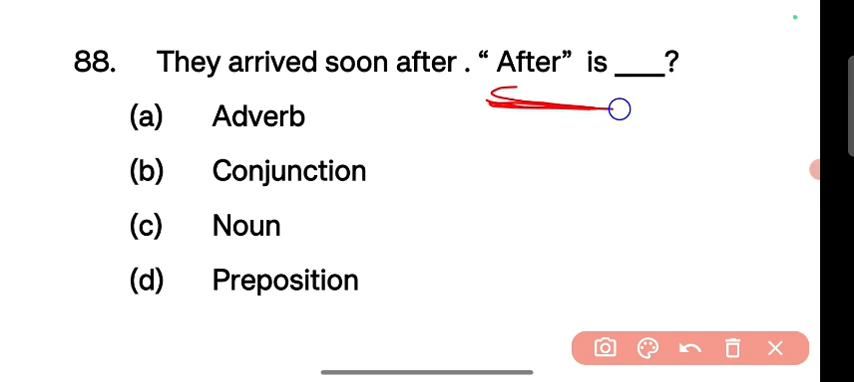 88. They arrived soon after . “ After” is ___?
(a) Adverb
(b) Conjunction
(c) Noun
(d) Preposition